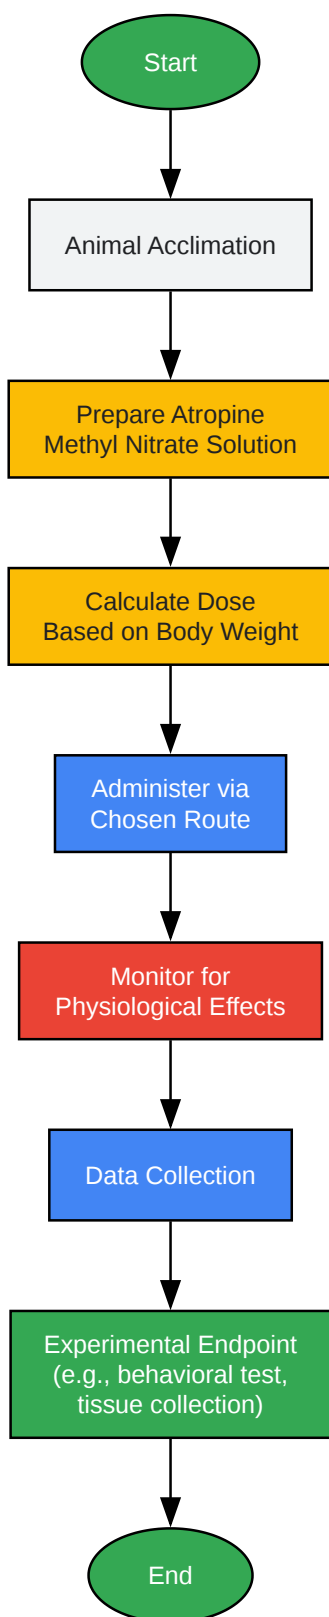 Start
Animal Acclimation
Prepare Atropine
Methyl Nitrate Solution
Calculate Dose
Based on Body Weight
Administer via
Chosen Route
Monitor for
Physiological Effects
Data Collection
Experimental Endpoint
(e.g., behavioral test,
tissue collection)
End